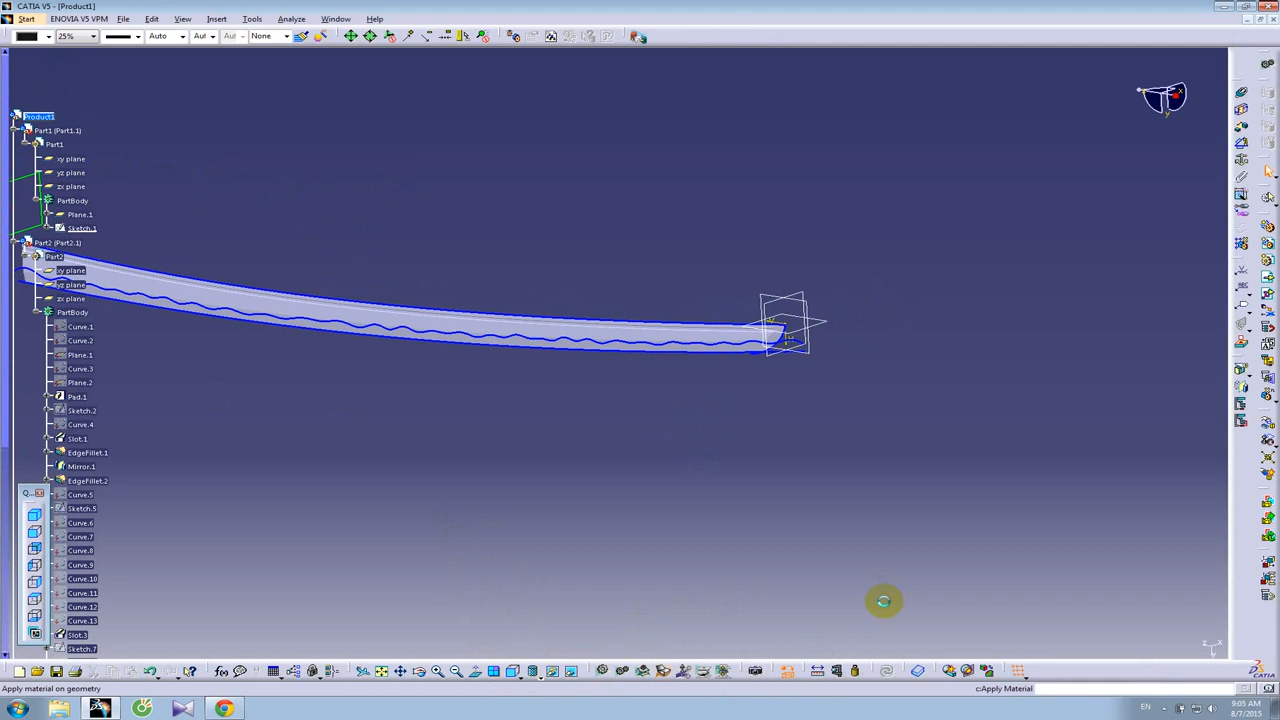 CATIA V5 - [Product1]
Start ENOVIA V5 VPM File Edit View Insert Tools Analyze Window Help
25% Auto Aut Aut None
Product1
Part1 (Part1.1)
Part1
xy plane
yz plane
zx plane
PartBody
Plane.1
Sketch.1
Part2 (Part2.1)
Part2
xy plane
yz plane
zx plane
PartBody
Curve.1
Curve.2
Plane.1
Curve.3
Plane.2
Pad.1
Sketch.2
Curve.4
Slot.1
EdgeFillet.1
Mirror.1
EdgeFillet.2
Q...
Curve.5
Sketch.5
Curve.6
Curve.7
Curve.8
Curve.9
Curve.10
Curve.11
Curve.12
Curve.13
Slot.3
Sketch.7
Apply material on geometry c:Apply Material
EN 9:05 AM
8/7/2015